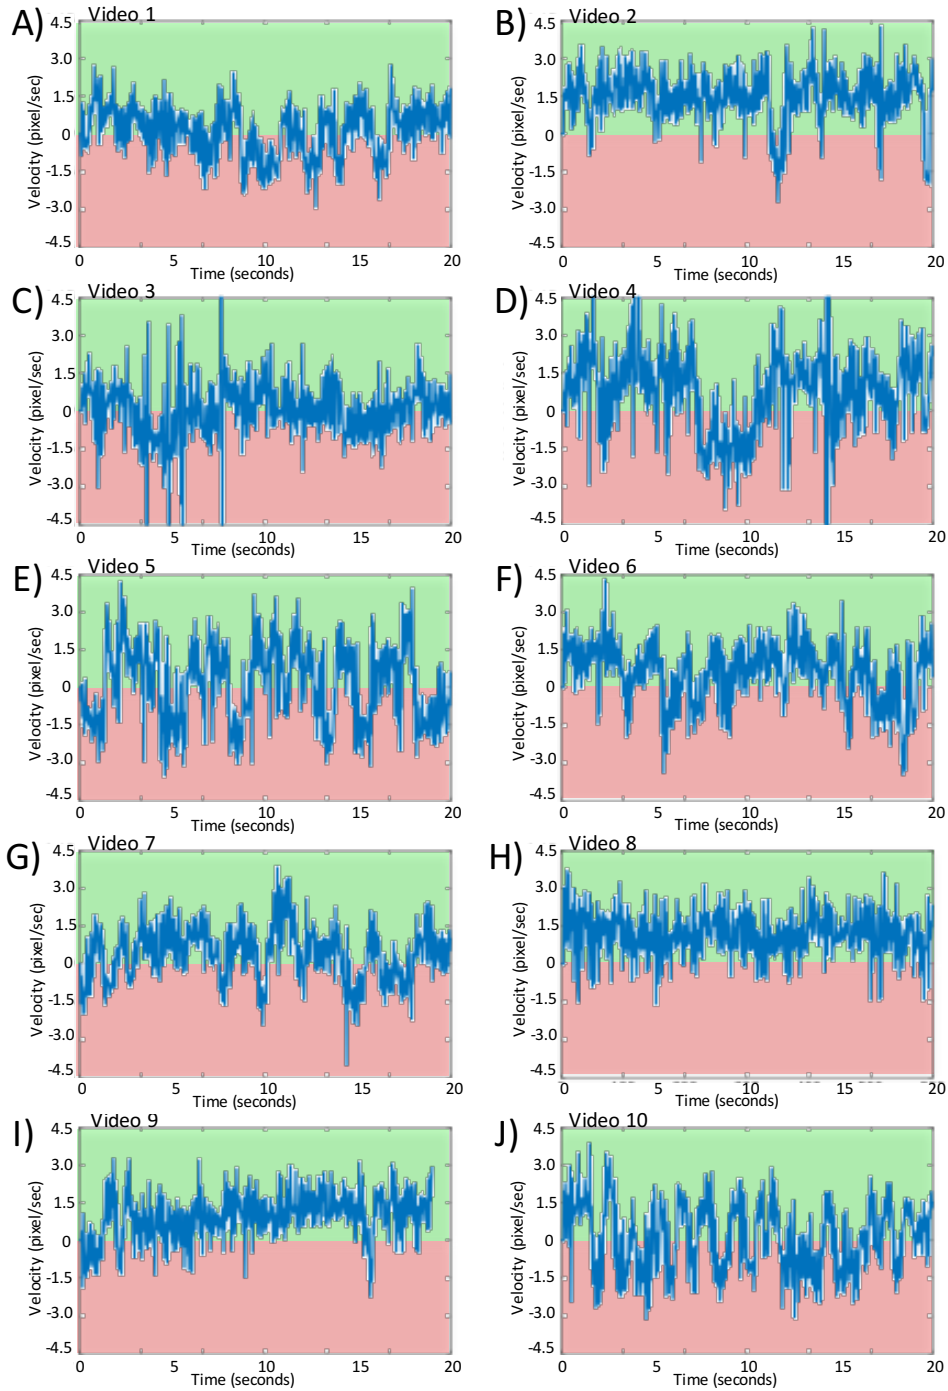 A) Video 1
4.5
3.0
1.5
0
-1.5
-3.0
-4.5
Velocity (pixel/sec)
0 5 10 15 20
Time (seconds)
B) Video 2
4.5
3.0
1.5
0
-1.5
-3.0
-4.5
Velocity (pixel/sec)
0 5 10 15 20
Time (seconds)
C) Video 3
4.5
3.0
1.5
0
-1.5
-3.0
-4.5
Velocity (pixel/sec)
0 5 10 15 20
Time (seconds)
D) Video 4
4.5
3.0
1.5
0
-1.5
-3.0
-4.5
Velocity (pixel/sec)
0 5 10 15 20
Time (seconds)
E) Video 5
4.5
3.0
1.5
0
-1.5
-3.0
-4.5
Velocity (pixel/sec)
0 5 10 15 20
Time (seconds)
F) Video 6
4.5
3.0
1.5
0
-1.5
-3.0
-4.5
Velocity (pixel/sec)
0 5 10 15 20
Time (seconds)
G) Video 7
4.5
3.0
1.5
0
-1.5
-3.0
-4.5
Velocity (pixel/sec)
0 5 10 15 20
Time (seconds)
H) Video 8
4.5
3.0
1.5
0
-1.5
-3.0
-4.5
Velocity (pixel/sec)
0 5 10 15 20
Time (seconds)
I) Video 9
4.5
3.0
1.5
0
-1.5
-3.0
-4.5
Velocity (pixel/sec)
0 5 10 15 20
Time (seconds)
J) Video 10
4.5
3.0
1.5
0
-1.5
-3.0
-4.5
Velocity (pixel/sec)
0 5 10 15 20
Time (seconds)